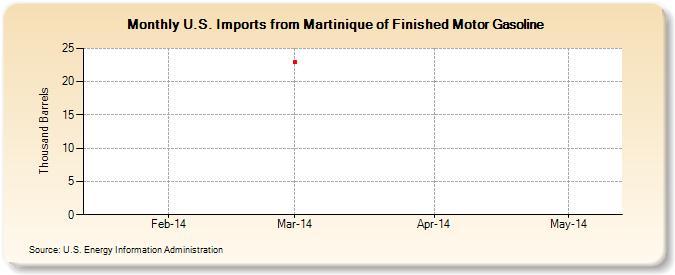 Monthly U.S. Imports from Martinique of Finished Motor Gasoline
Thousand Barrels
25
20
15
10
5
0
Feb-14 Mar-14 Apr-14 May-14
Source: U.S. Energy Information Administration